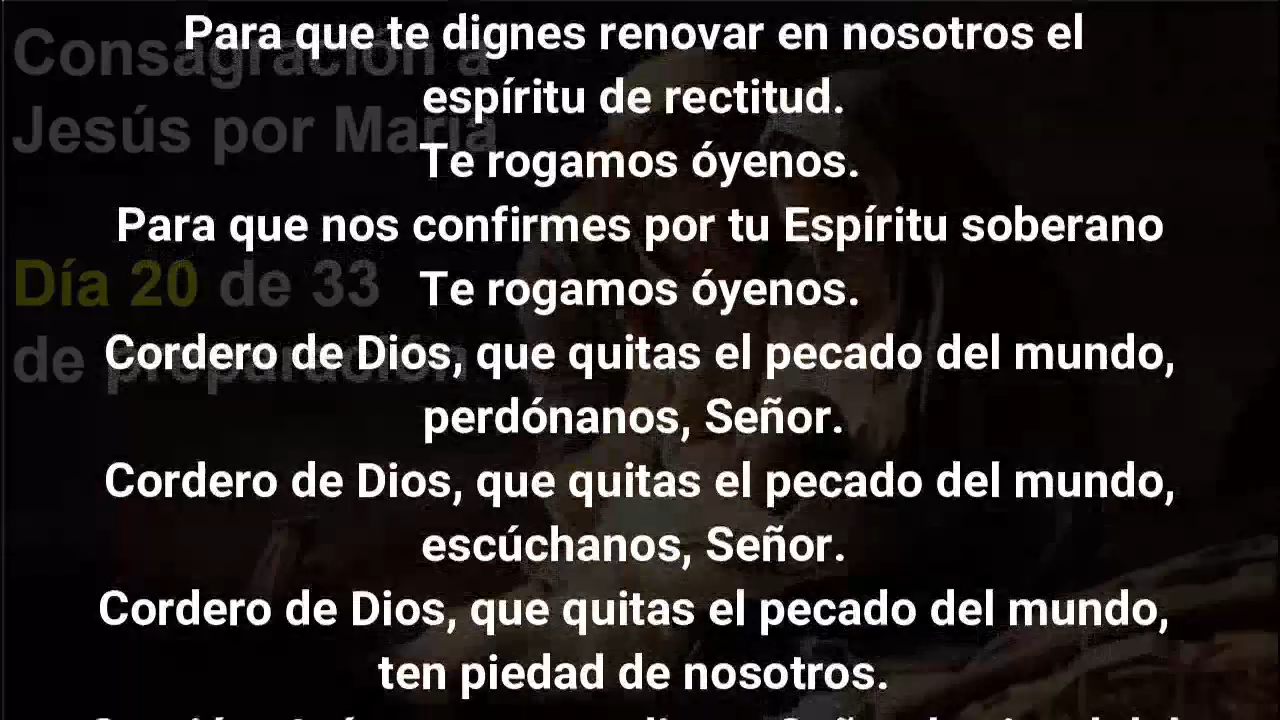 Para que te dignes renovar en nosotros el
espíritu de rectitud.
Te rogamos óyenos.
Para que nos confirmes por tu Espíritu soberano
Te rogamos óyenos.
Cordero de Dios, que quitas el pecado del mundo,
perdónanos, Señor.
Cordero de Dios, que quitas el pecado del mundo,
escúchanos, Señor.
Cordero de Dios, que quitas el pecado del mundo,
ten piedad de nosotros.
Consagración a
Jesús por María
Día 20 de 33
de preparación